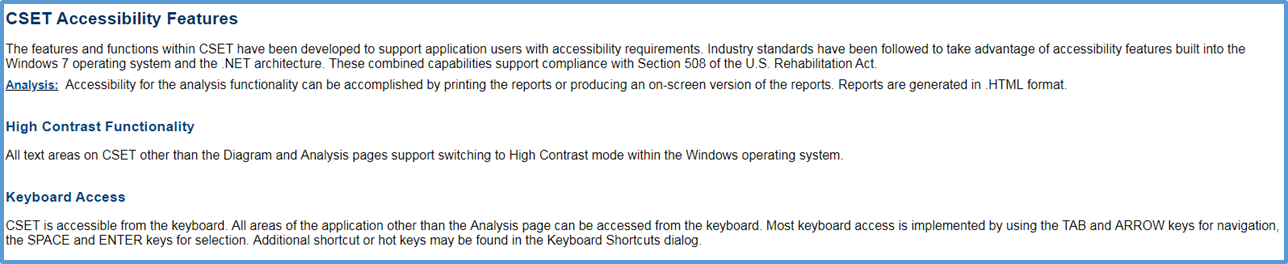 CSET Accessibility Features
The features and functions within CSET have been developed to support application users with accessibility requirements. Industry standards have been followed to take advantage of accessibility features built into the
Windows 7 operating system and the .NET architecture. These combined capabilities support compliance with Section 508 of the U.S. Rehabilitation Act.
Analysis: Accessibility for the analysis functionality can be accomplished by printing the reports or producing an on-screen version of the reports. Reports are generated in .HTML format.
High Contrast Functionality
All text areas on CSET other than the Diagram and Analysis pages support switching to High Contrast mode within the Windows operating system.
Keyboard Access
CSET is accessible from the keyboard. All areas of the application other than the Analysis page can be accessed from the keyboard. Most keyboard access is implemented by using the TAB and ARROW keys for navigation,
the SPACE and ENTER keys for selection. Additional shortcut or hot keys may be found in the Keyboard Shortcuts dialog.